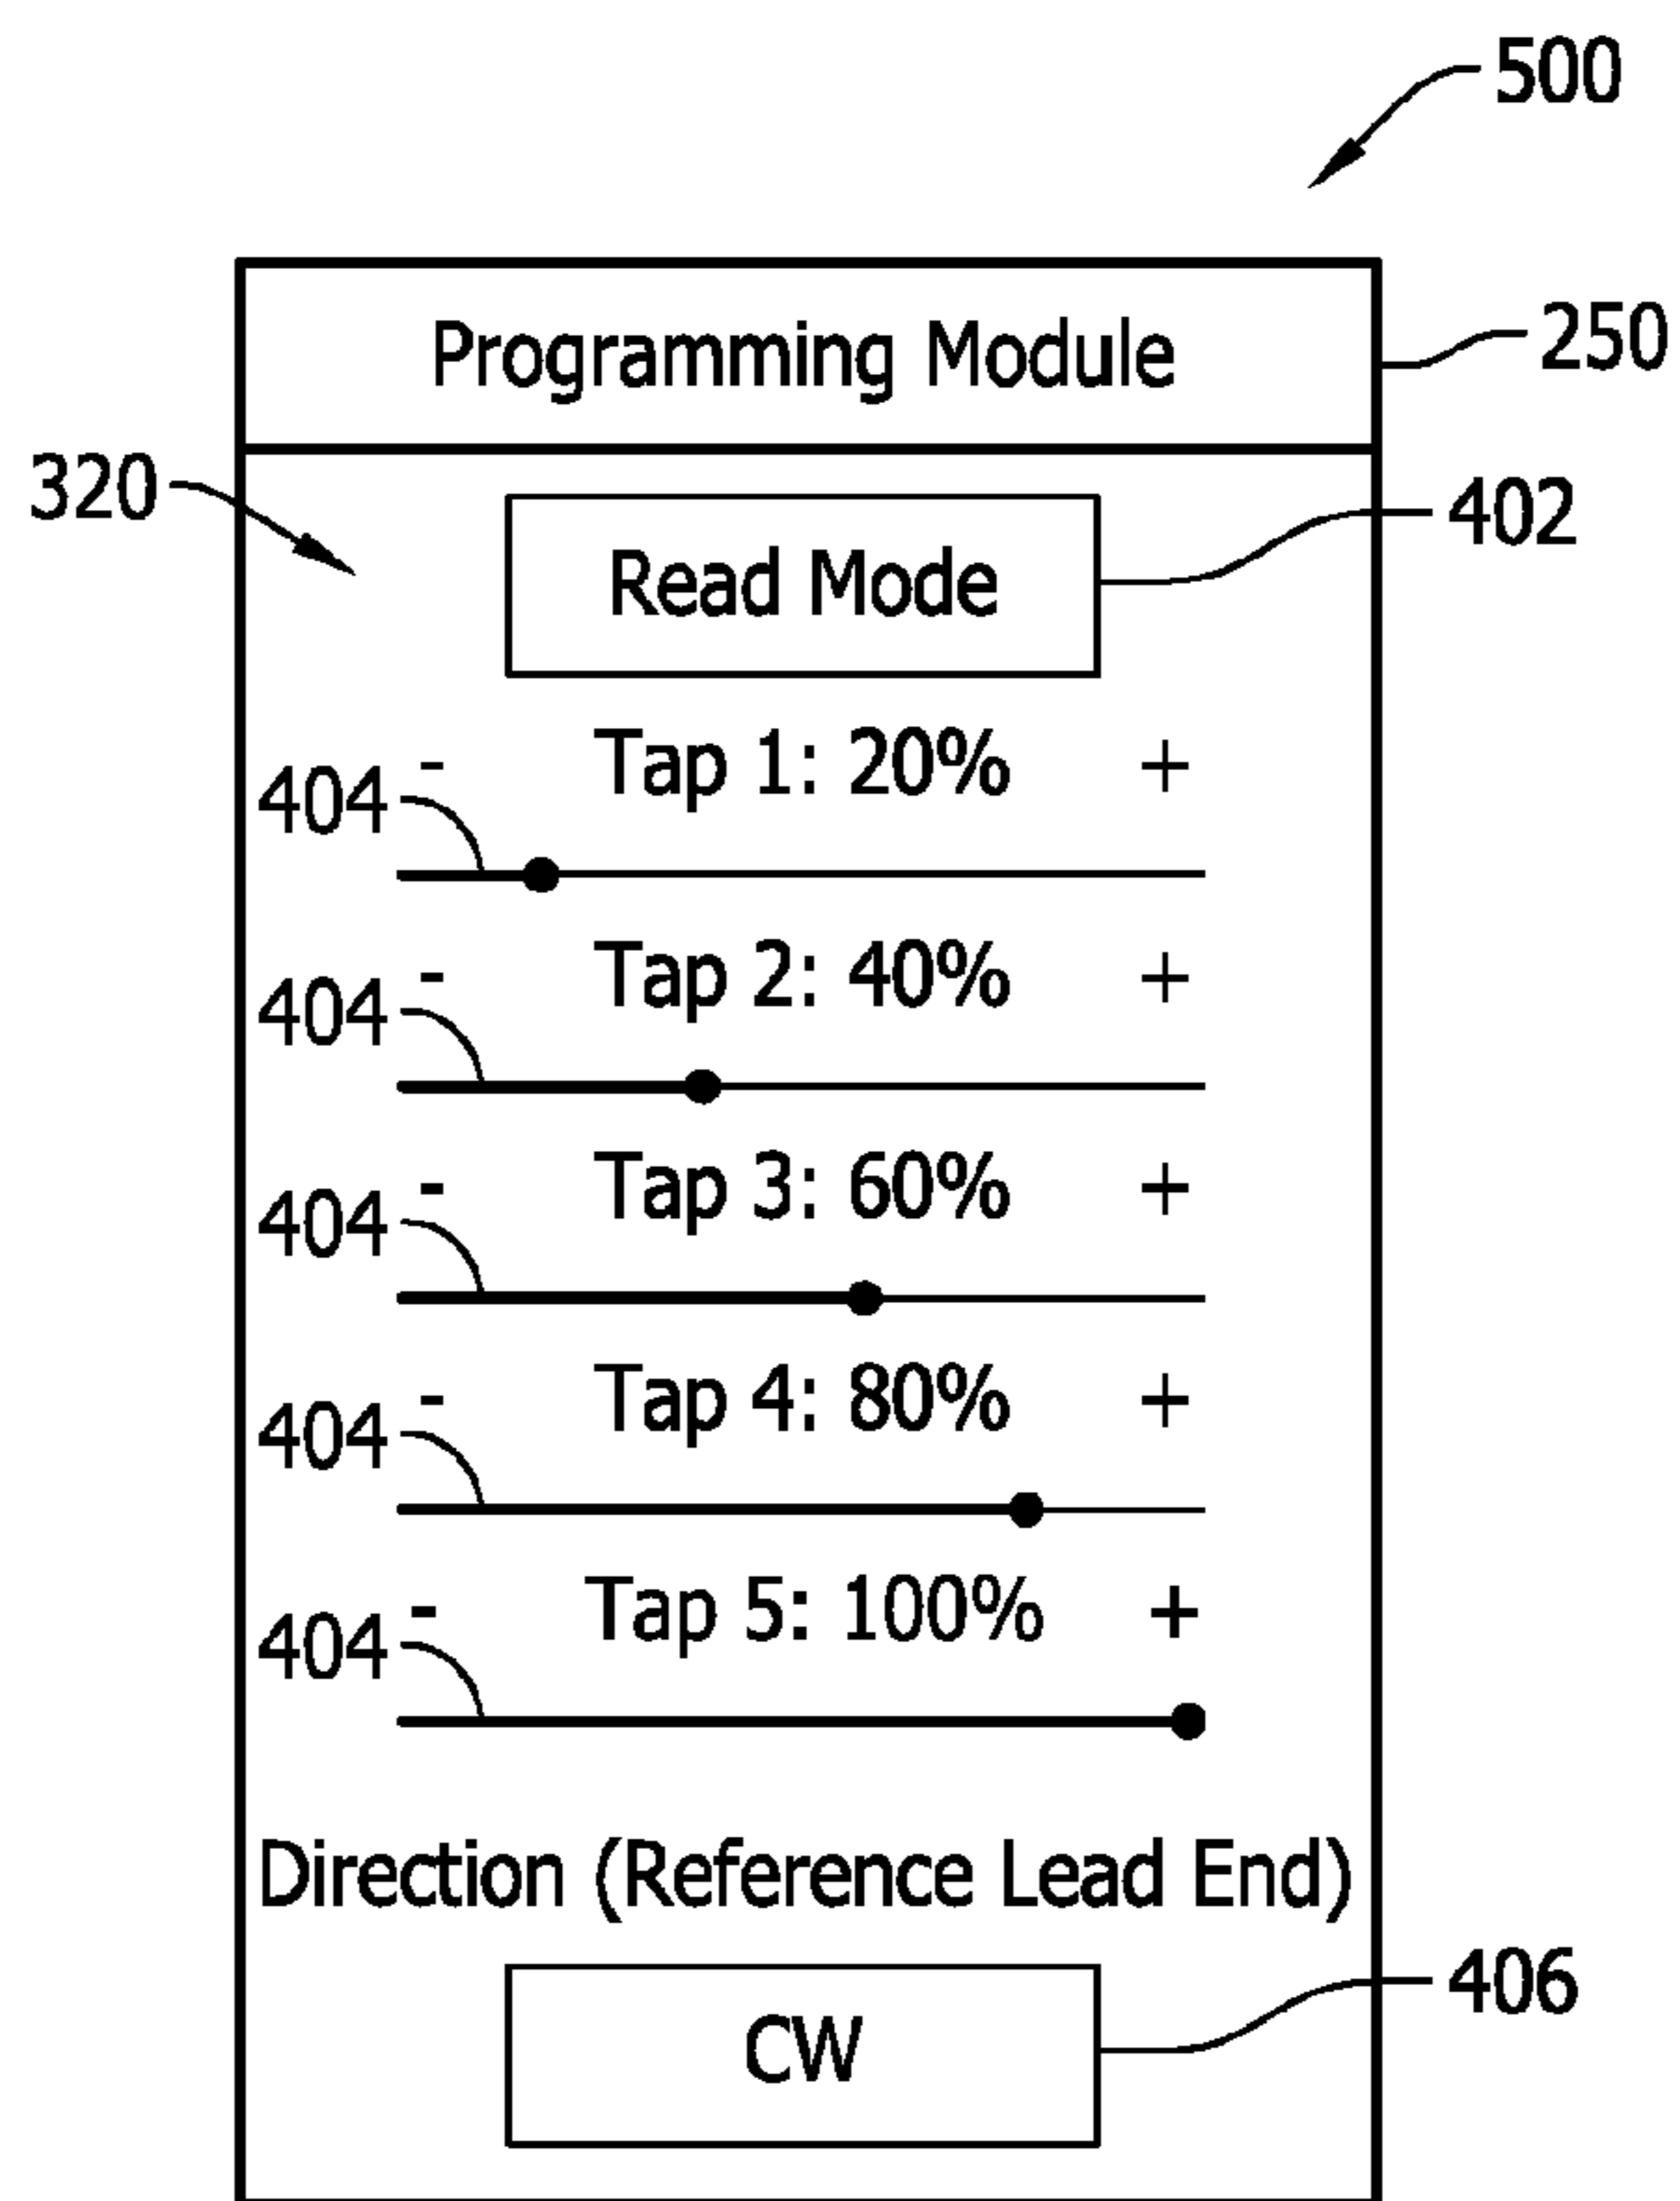 500
Programming Module
250
320
Read Mode
402
- Tap 1: 20% +
404
- Tap 2: 40% +
404
- Tap 3: 60% +
404
- Tap 4: 80% +
404
- Tap 5: 100% +
404
Direction (Reference Lead End)
CW
406